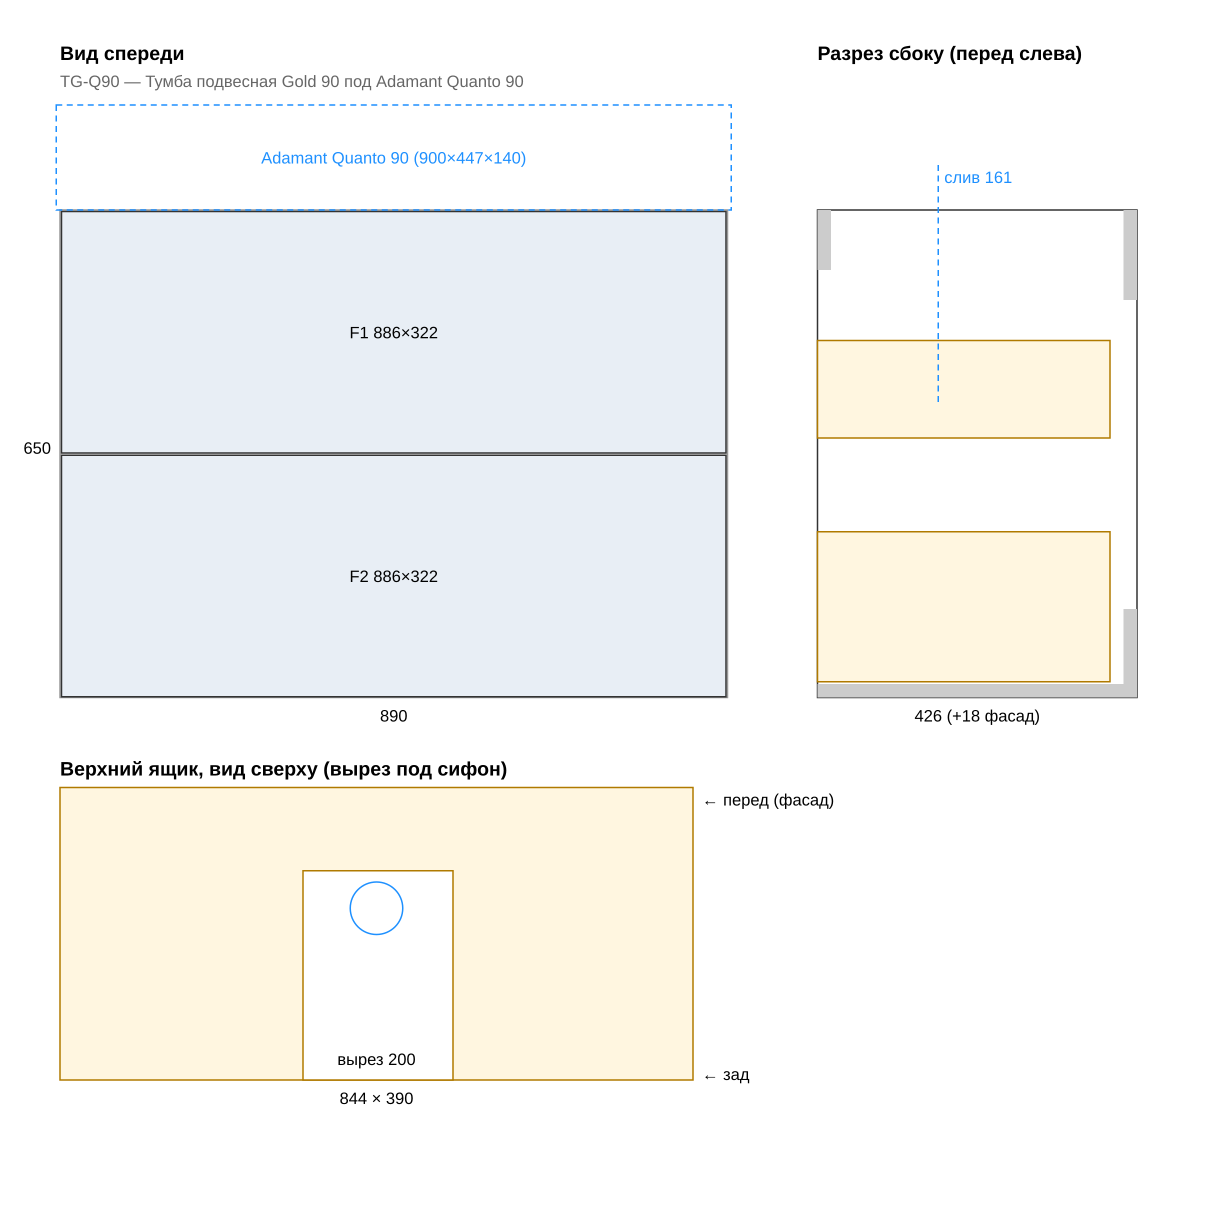 Вид спереди
TG-Q90 — Тумба подвесная Gold 90 под Adamant Quanto 90
Adamant Quanto 90 (900×447×140)
F1 886×322
650
F2 886×322
890
Разрез сбоку (перед слева)
слив 161
426 (+18 фасад)
Верхний ящик, вид сверху (вырез под сифон)
← перед (фасад)
вырез 200
← зад
844 × 390